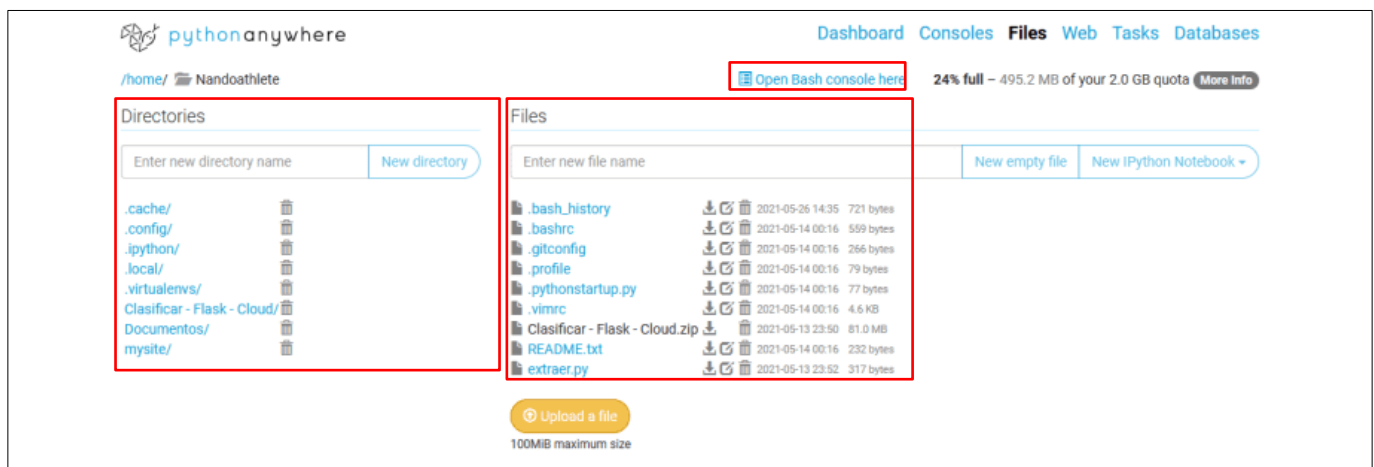 pythonanywhere
Dashboard Consoles Files Web Tasks Databases
/home/ Nandoathlete
Open Bash console here 24% full – 495.2 MB of your 2.0 GB quota More Info
Directories
Enter new directory name New directory
.cache/
.config/
.ipython/
.local/
.virtualenvs/
Clasificar - Flask - Cloud/
Documentos/
mysite/
Files
Enter new file name New empty file New IPython Notebook
.bash_history 2021-05-26 14:35 721 bytes
.bashrc 2021-05-14 00:16 559 bytes
.gitconfig 2021-05-14 00:16 266 bytes
.profile 2021-05-14 00:16 79 bytes
.pythonstartup.py 2021-05-14 00:16 77 bytes
.vimrc 2021-05-14 00:16 4.6 KB
Clasificar - Flask - Cloud.zip 2021-05-13 23:50 81.0 MB
README.txt 2021-05-14 00:16 232 bytes
extraer.py 2021-05-13 23:52 317 bytes
Upload a file
100MiB maximum size